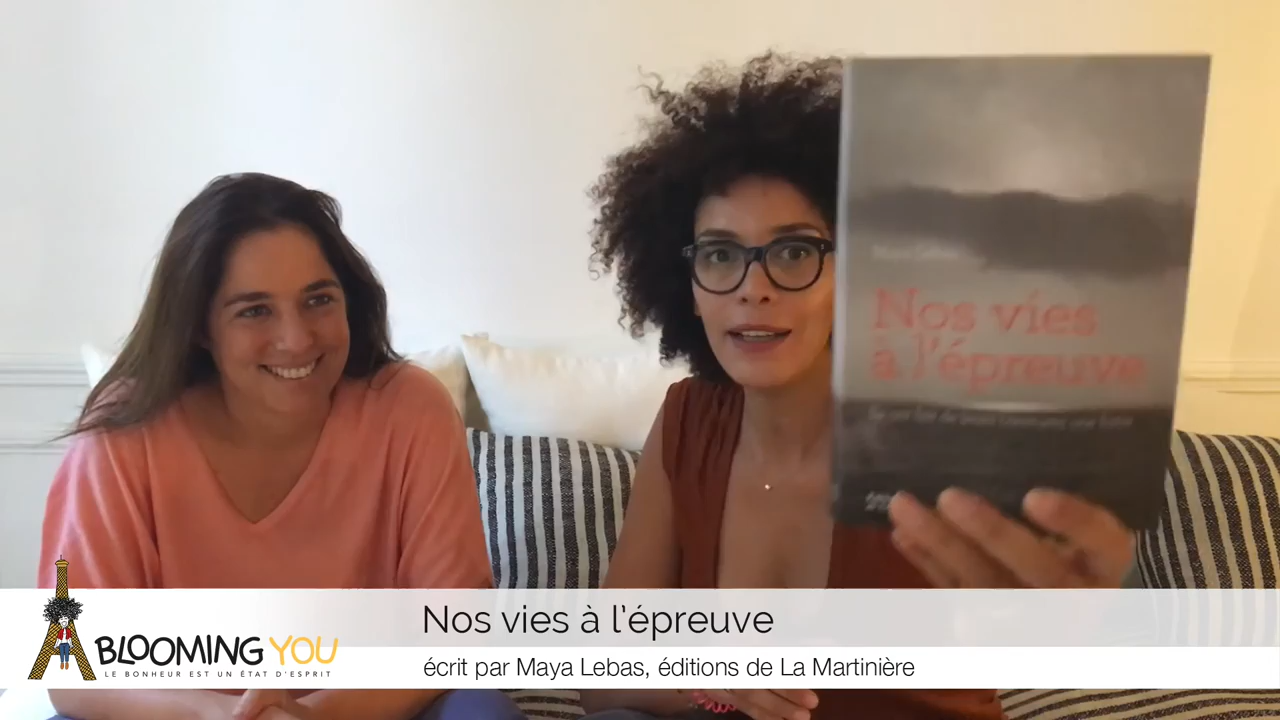 Nos vies
à l'épreuve
Nos vies à l'épreuve
BLOOMING YOU
LE BONHEUR EST UN ÉTAT D'ESPRIT
écrit par Maya Lebas, éditions de La Martinière